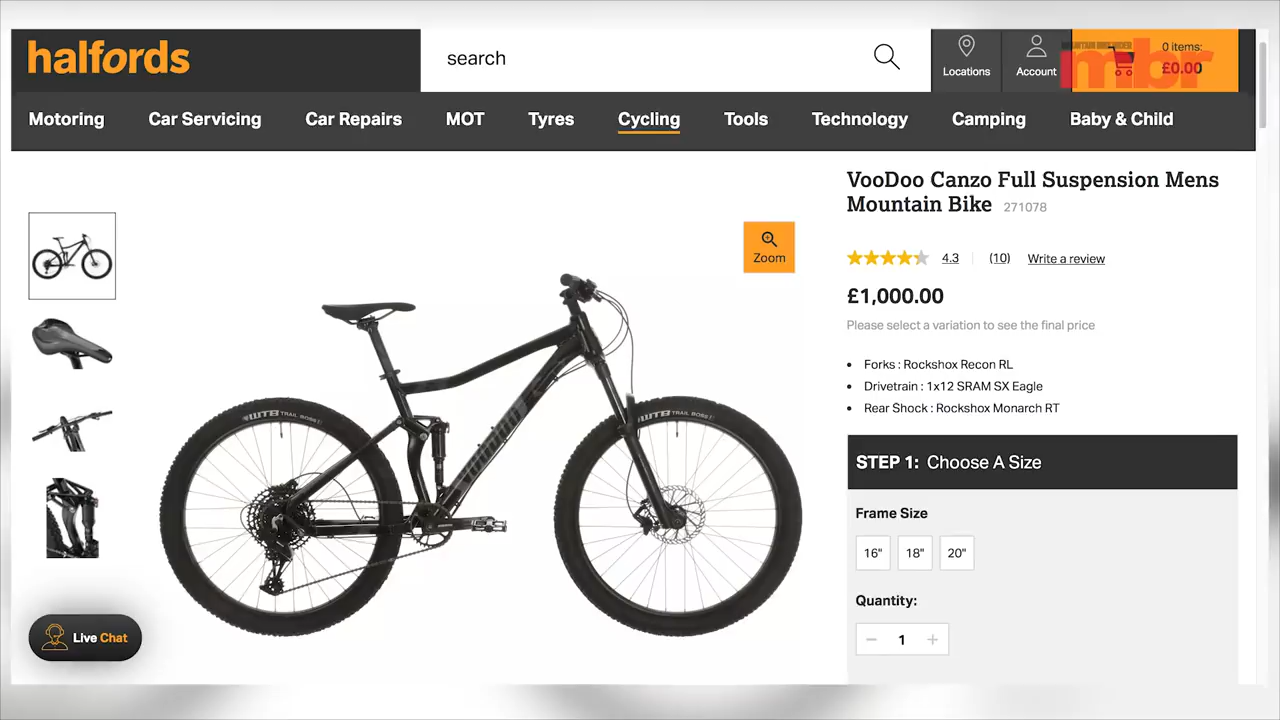 halfords
search
Locations
Account
MOUNTAIN BIKE RIDER
mbr
0 items:
£0.00
Motoring
Car Servicing
Car Repairs
MOT
Tyres
Cycling
Tools
Technology
Camping
Baby & Child
VooDoo Canzo Full Suspension Mens
Mountain Bike 271078
Zoom
4.3 (10) Write a review
£1,000.00
Please select a variation to see the final price
Forks : Rockshox Recon RL
Drivetrain : 1x12 SRAM SX Eagle
Rear Shock : Rockshox Monarch RT
WTB TRAIL BOSS
WTB TRAIL BOSS
STEP 1: Choose A Size
Frame Size
16" 18" 20"
Quantity:
− 1 +
Live Chat